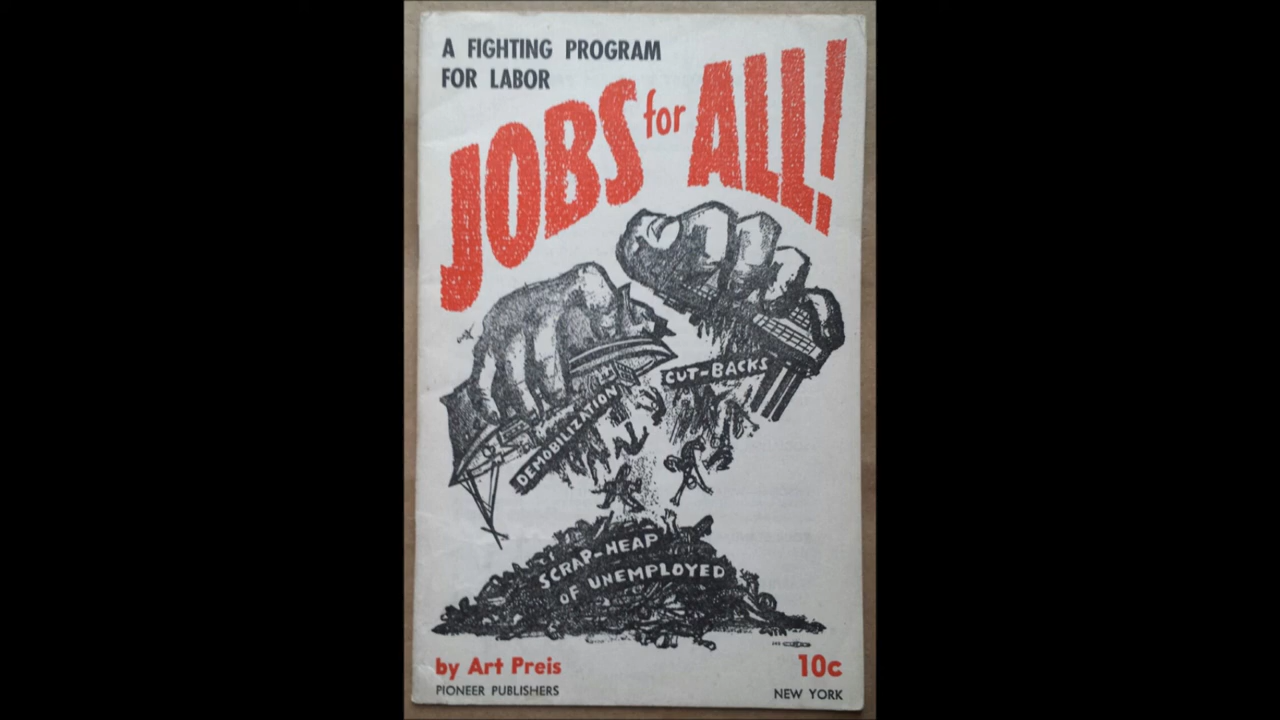 A FIGHTING PROGRAM
FOR LABOR
JOBS for ALL!
CUT-BACKS
DEMOBILIZATION
SCRAP-HEAP
OF UNEMPLOYED
by Art Preis
10c
PIONEER PUBLISHERS
NEW YORK